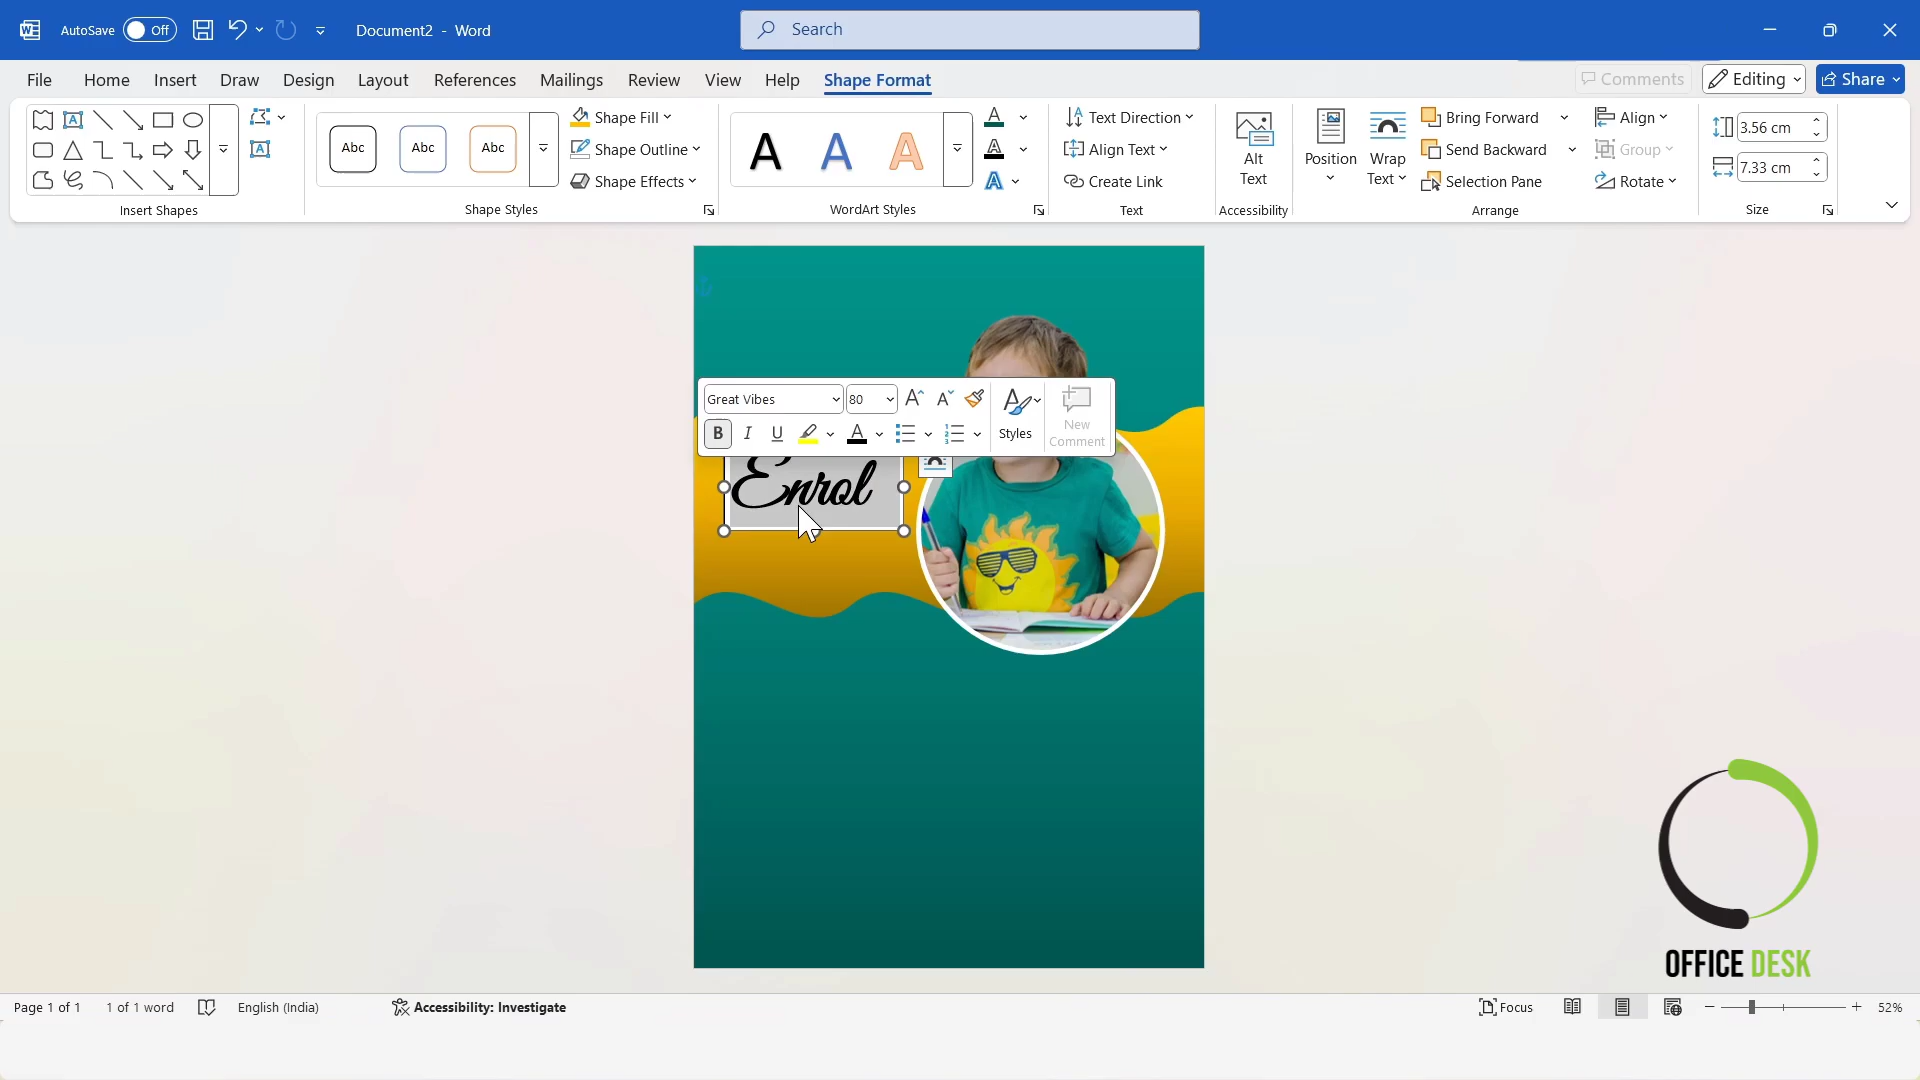 AutoSave Off
Document2 - Word
Search
File Home Insert Draw Design Layout References Mailings Review View Help Shape Format
Comments Editing Share
Abc Abc Abc
Shape Fill
Shape Outline
Shape Effects
A A A
Text Direction
Align Text
Create Link
Alt
Text
Position
Wrap
Text
Bring Forward
Send Backward
Selection Pane
Align
Group
Rotate
3.56 cm
7.33 cm
Insert Shapes
Shape Styles
WordArt Styles
Text
Accessibility
Arrange
Size
Great Vibes
80
B I U
Styles
New
Comment
Enrol
OFFICE DESK
Page 1 of 1
1 of 1 word
English (India)
Accessibility: Investigate
Focus
52%